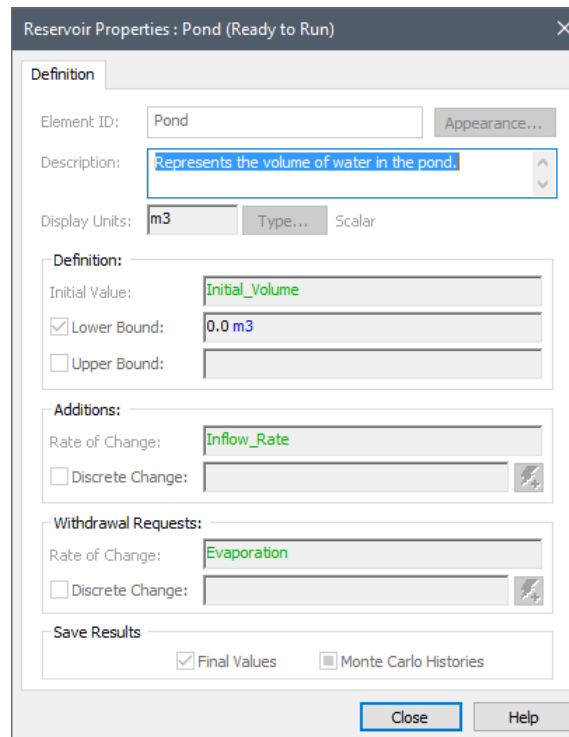 Reservoir Properties : Pond (Ready to Run)
Definition
Element ID: Pond Appearance...
Description: Represents the volume of water in the pond.
Display Units: m3 Type... Scalar
Definition:
Initial Value: Initial_Volume
Lower Bound: 0.0 m3
Upper Bound:
Additions:
Rate of Change: Inflow_Rate
Discrete Change:
Withdrawal Requests:
Rate of Change: Evaporation
Discrete Change:
Save Results
Final Values Monte Carlo Histories
Close Help